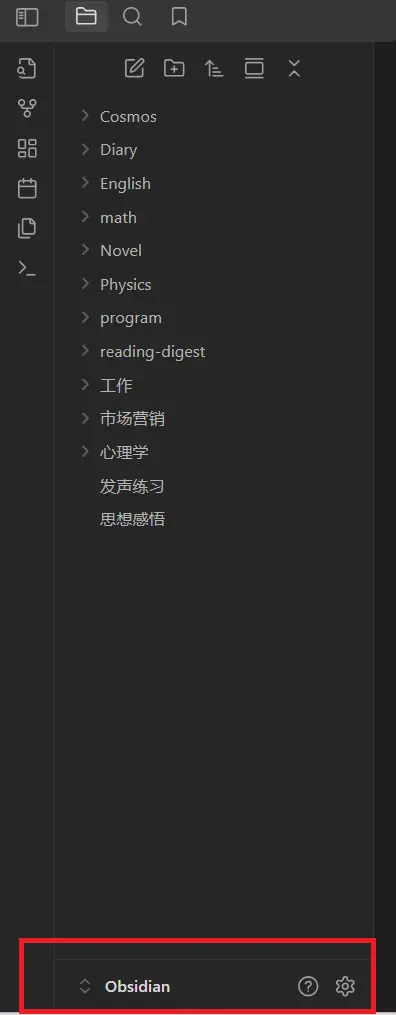 Cosmos
Diary
English
math
Novel
Physics
program
reading-digest
工作
市场营销
心理学
发声练习
思想感悟
Obsidian